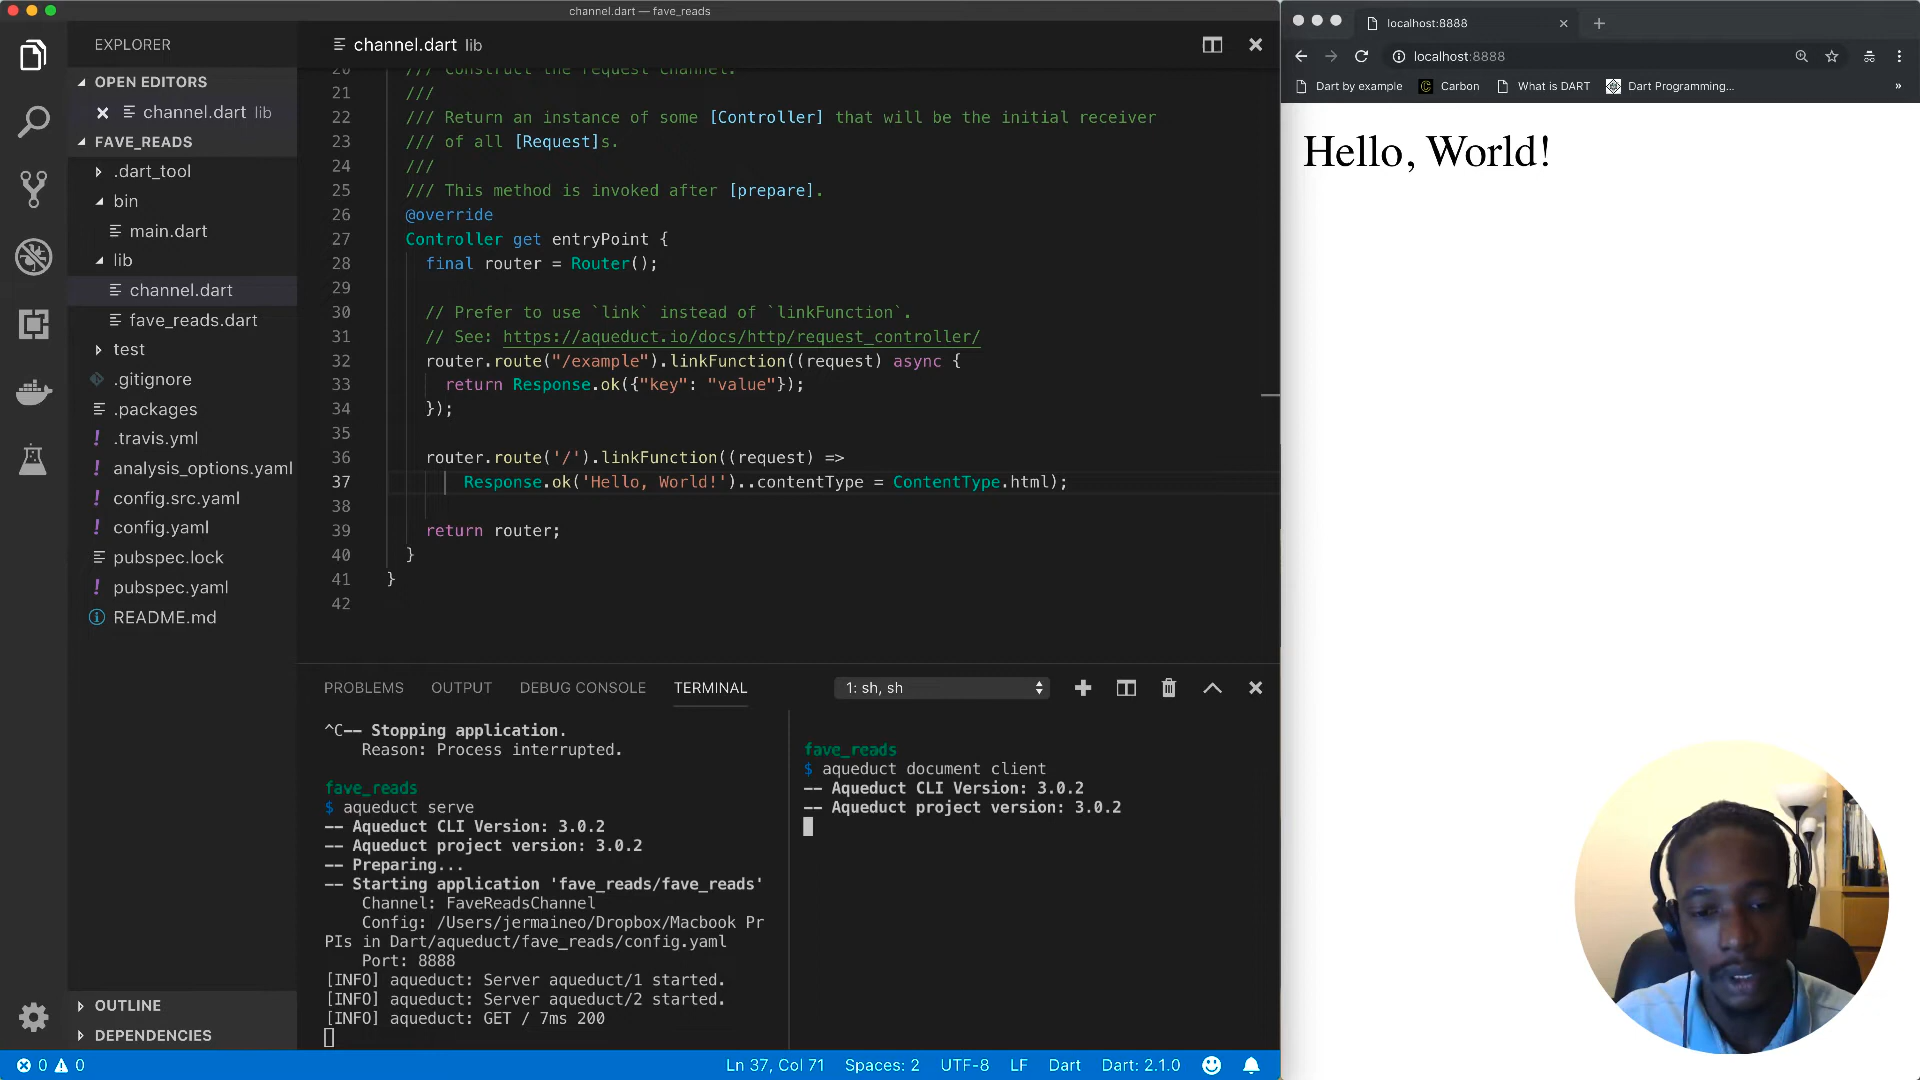 channel.dart — fave_reads
EXPLORER
OPEN EDITORS
channel.dart lib
FAVE_READS
.dart_tool
bin
main.dart
lib
channel.dart
fave_reads.dart
test
.gitignore
.packages
.travis.yml
analysis_options.yaml
config.src.yaml
config.yaml
pubspec.lock
pubspec.yaml
README.md
OUTLINE
DEPENDENCIES
channel.dart lib
20 /// Construct the request channel.
21 ///
22 /// Return an instance of some [Controller] that will be the initial receiver
23 /// of all [Request]s.
24 ///
25 /// This method is invoked after [prepare].
26 @override
27 Controller get entryPoint {
28 final router = Router();
29
30 // Prefer to use `link` instead of `linkFunction`.
31 // See: https://aqueduct.io/docs/http/request_controller/
32 router.route("/example").linkFunction((request) async {
33 return Response.ok({"key": "value"});
34 });
35
36 router.route('/').linkFunction((request) =>
37 Response.ok('Hello, World!')..contentType = ContentType.html);
38
39 return router;
40 }
41 }
42
PROBLEMS OUTPUT DEBUG CONSOLE TERMINAL 1: sh, sh
^C-- Stopping application.
Reason: Process interrupted.
fave_reads
$ aqueduct serve
-- Aqueduct CLI Version: 3.0.2
-- Aqueduct project version: 3.0.2
-- Preparing...
-- Starting application 'fave_reads/fave_reads'
Channel: FaveReadsChannel
Config: /Users/jermaineo/Dropbox/Macbook Pr
PIs in Dart/aqueduct/fave_reads/config.yaml
Port: 8888
[INFO] aqueduct: Server aqueduct/1 started.
[INFO] aqueduct: Server aqueduct/2 started.
[INFO] aqueduct: GET / 7ms 200
fave_reads
$ aqueduct document client
-- Aqueduct CLI Version: 3.0.2
-- Aqueduct project version: 3.0.2
0 0
Ln 37, Col 71 Spaces: 2 UTF-8 LF Dart Dart: 2.1.0
localhost:8888
localhost:8888
Dart by example Carbon What is DART Dart Programming... »
Hello, World!